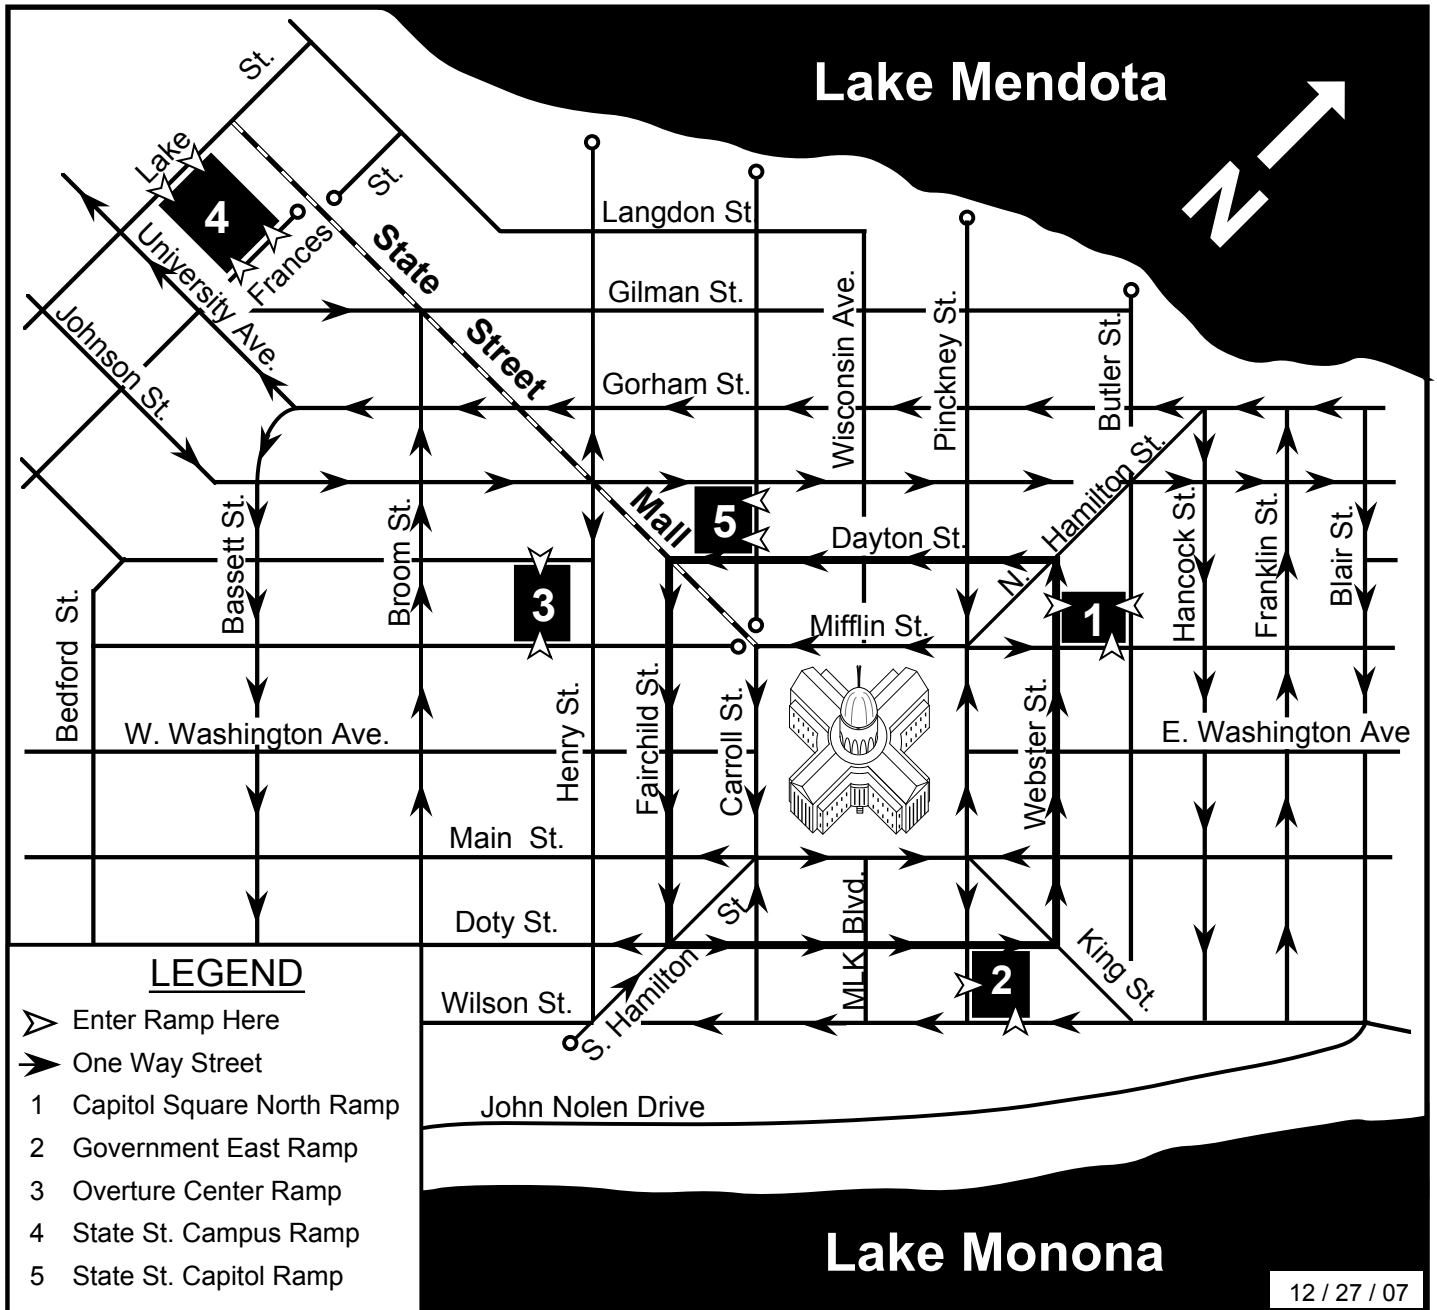 Lake Mendota
N
St.
Lake
St.
4
Frances
University Ave.
Johnson St.
State
Street
Mall
Langdon St
Gilman St.
Gorham St.
Wisconsin Ave.
Pinckney St.
Butler St.
N. Hamilton St.
Hancock St.
Franklin St.
Blair St.
5
Dayton St.
Bassett St.
Broom St.
3
1
Mifflin St.
Bedford St.
W. Washington Ave.
Henry St.
Fairchild St.
Carroll St.
Webster St.
E. Washington Ave
Main St.
Doty St.
S. Hamilton St
MLK Blvd.
King St.
2
Wilson St.
John Nolen Drive
LEGEND
Enter Ramp Here
One Way Street
1 Capitol Square North Ramp
2 Government East Ramp
3 Overture Center Ramp
4 State St. Campus Ramp
5 State St. Capitol Ramp
Lake Monona
12 / 27 / 07